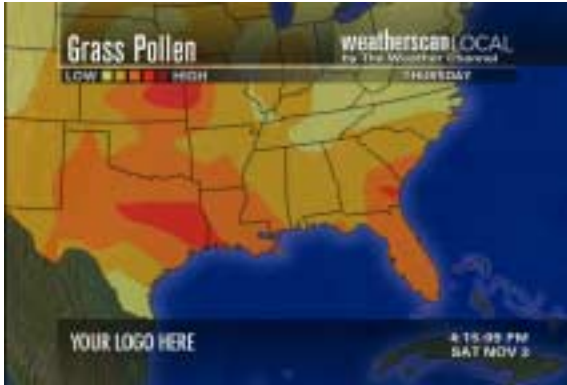 Grass Pollen
weatherscan LOCAL
by The Weather Channel
LOW HIGH
THURSDAY
YOUR LOGO HERE
4:15:05 PM
SAT NOV 3